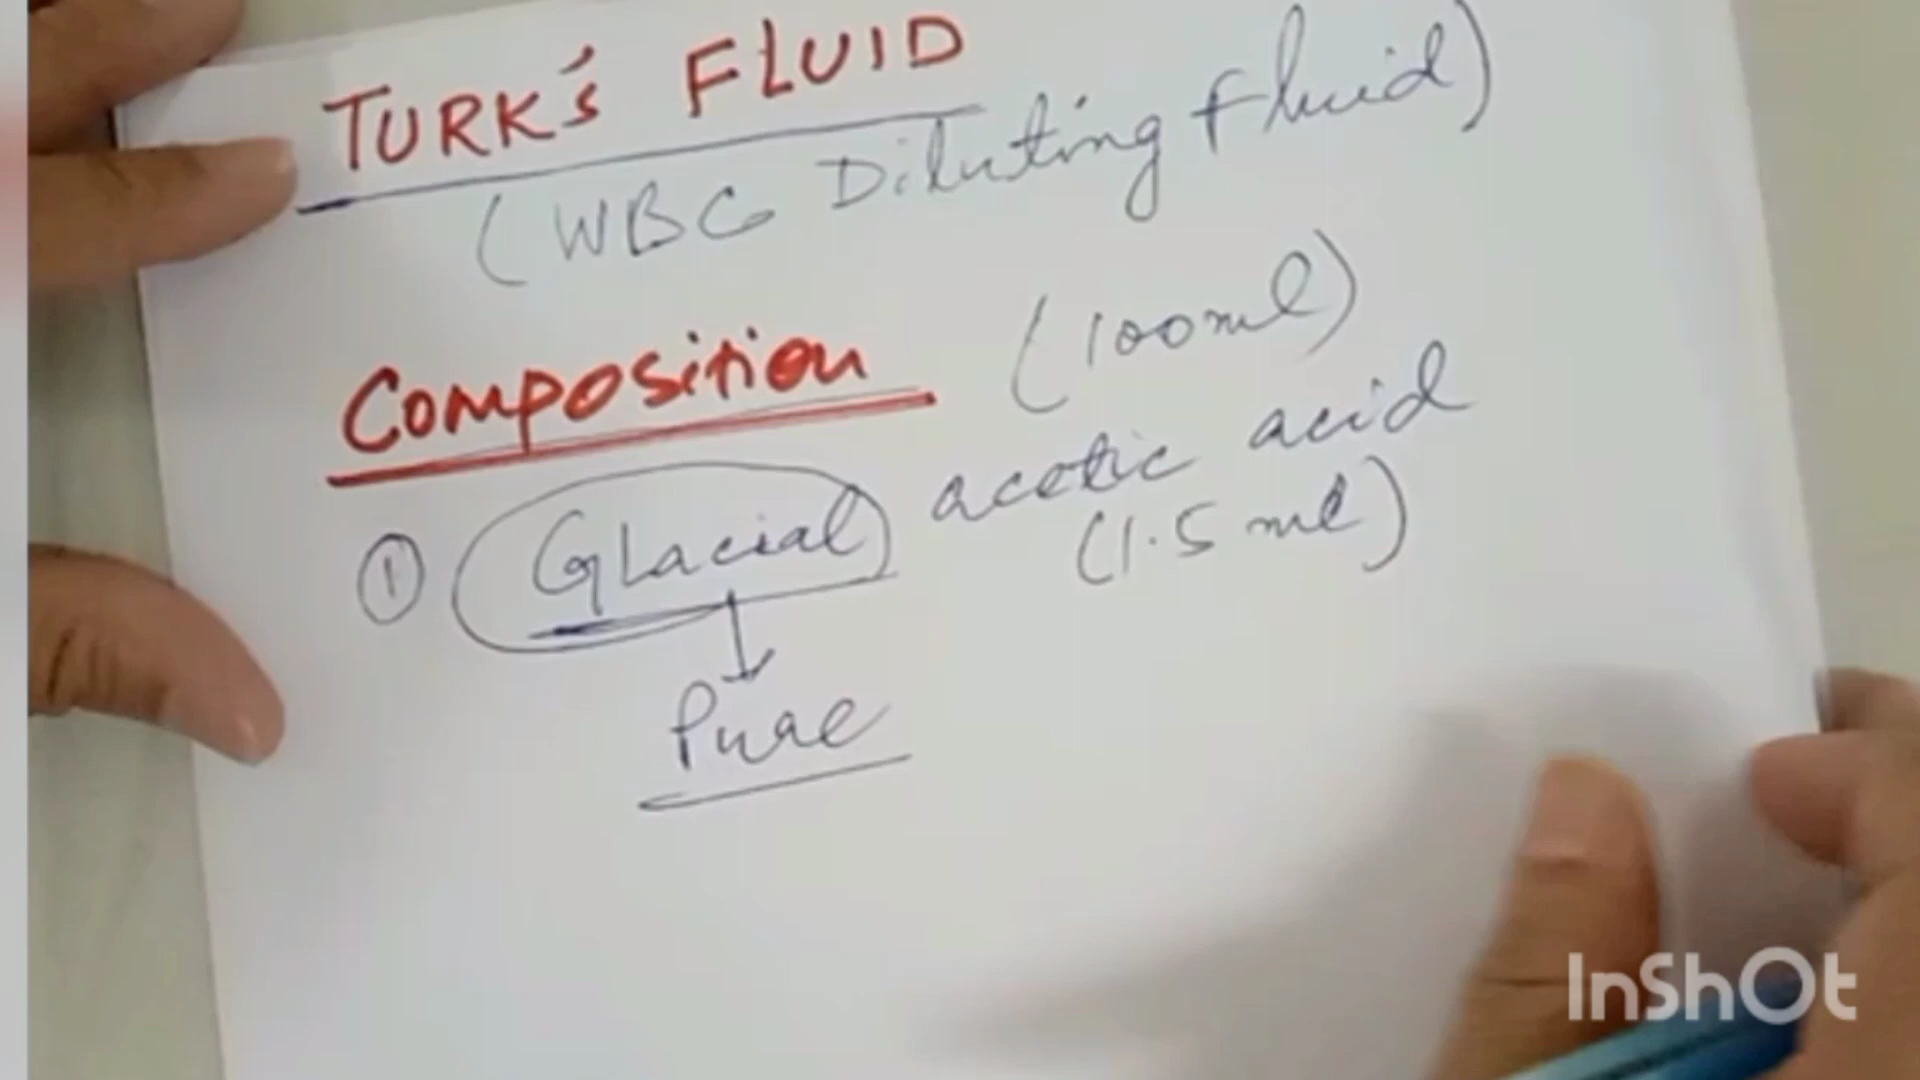 TURK'S FLUID
(WBC Diluting fluid)
Composition (100ml)
① Glacial acetic acid
(1.5 ml)
↓
Pure
InShOt